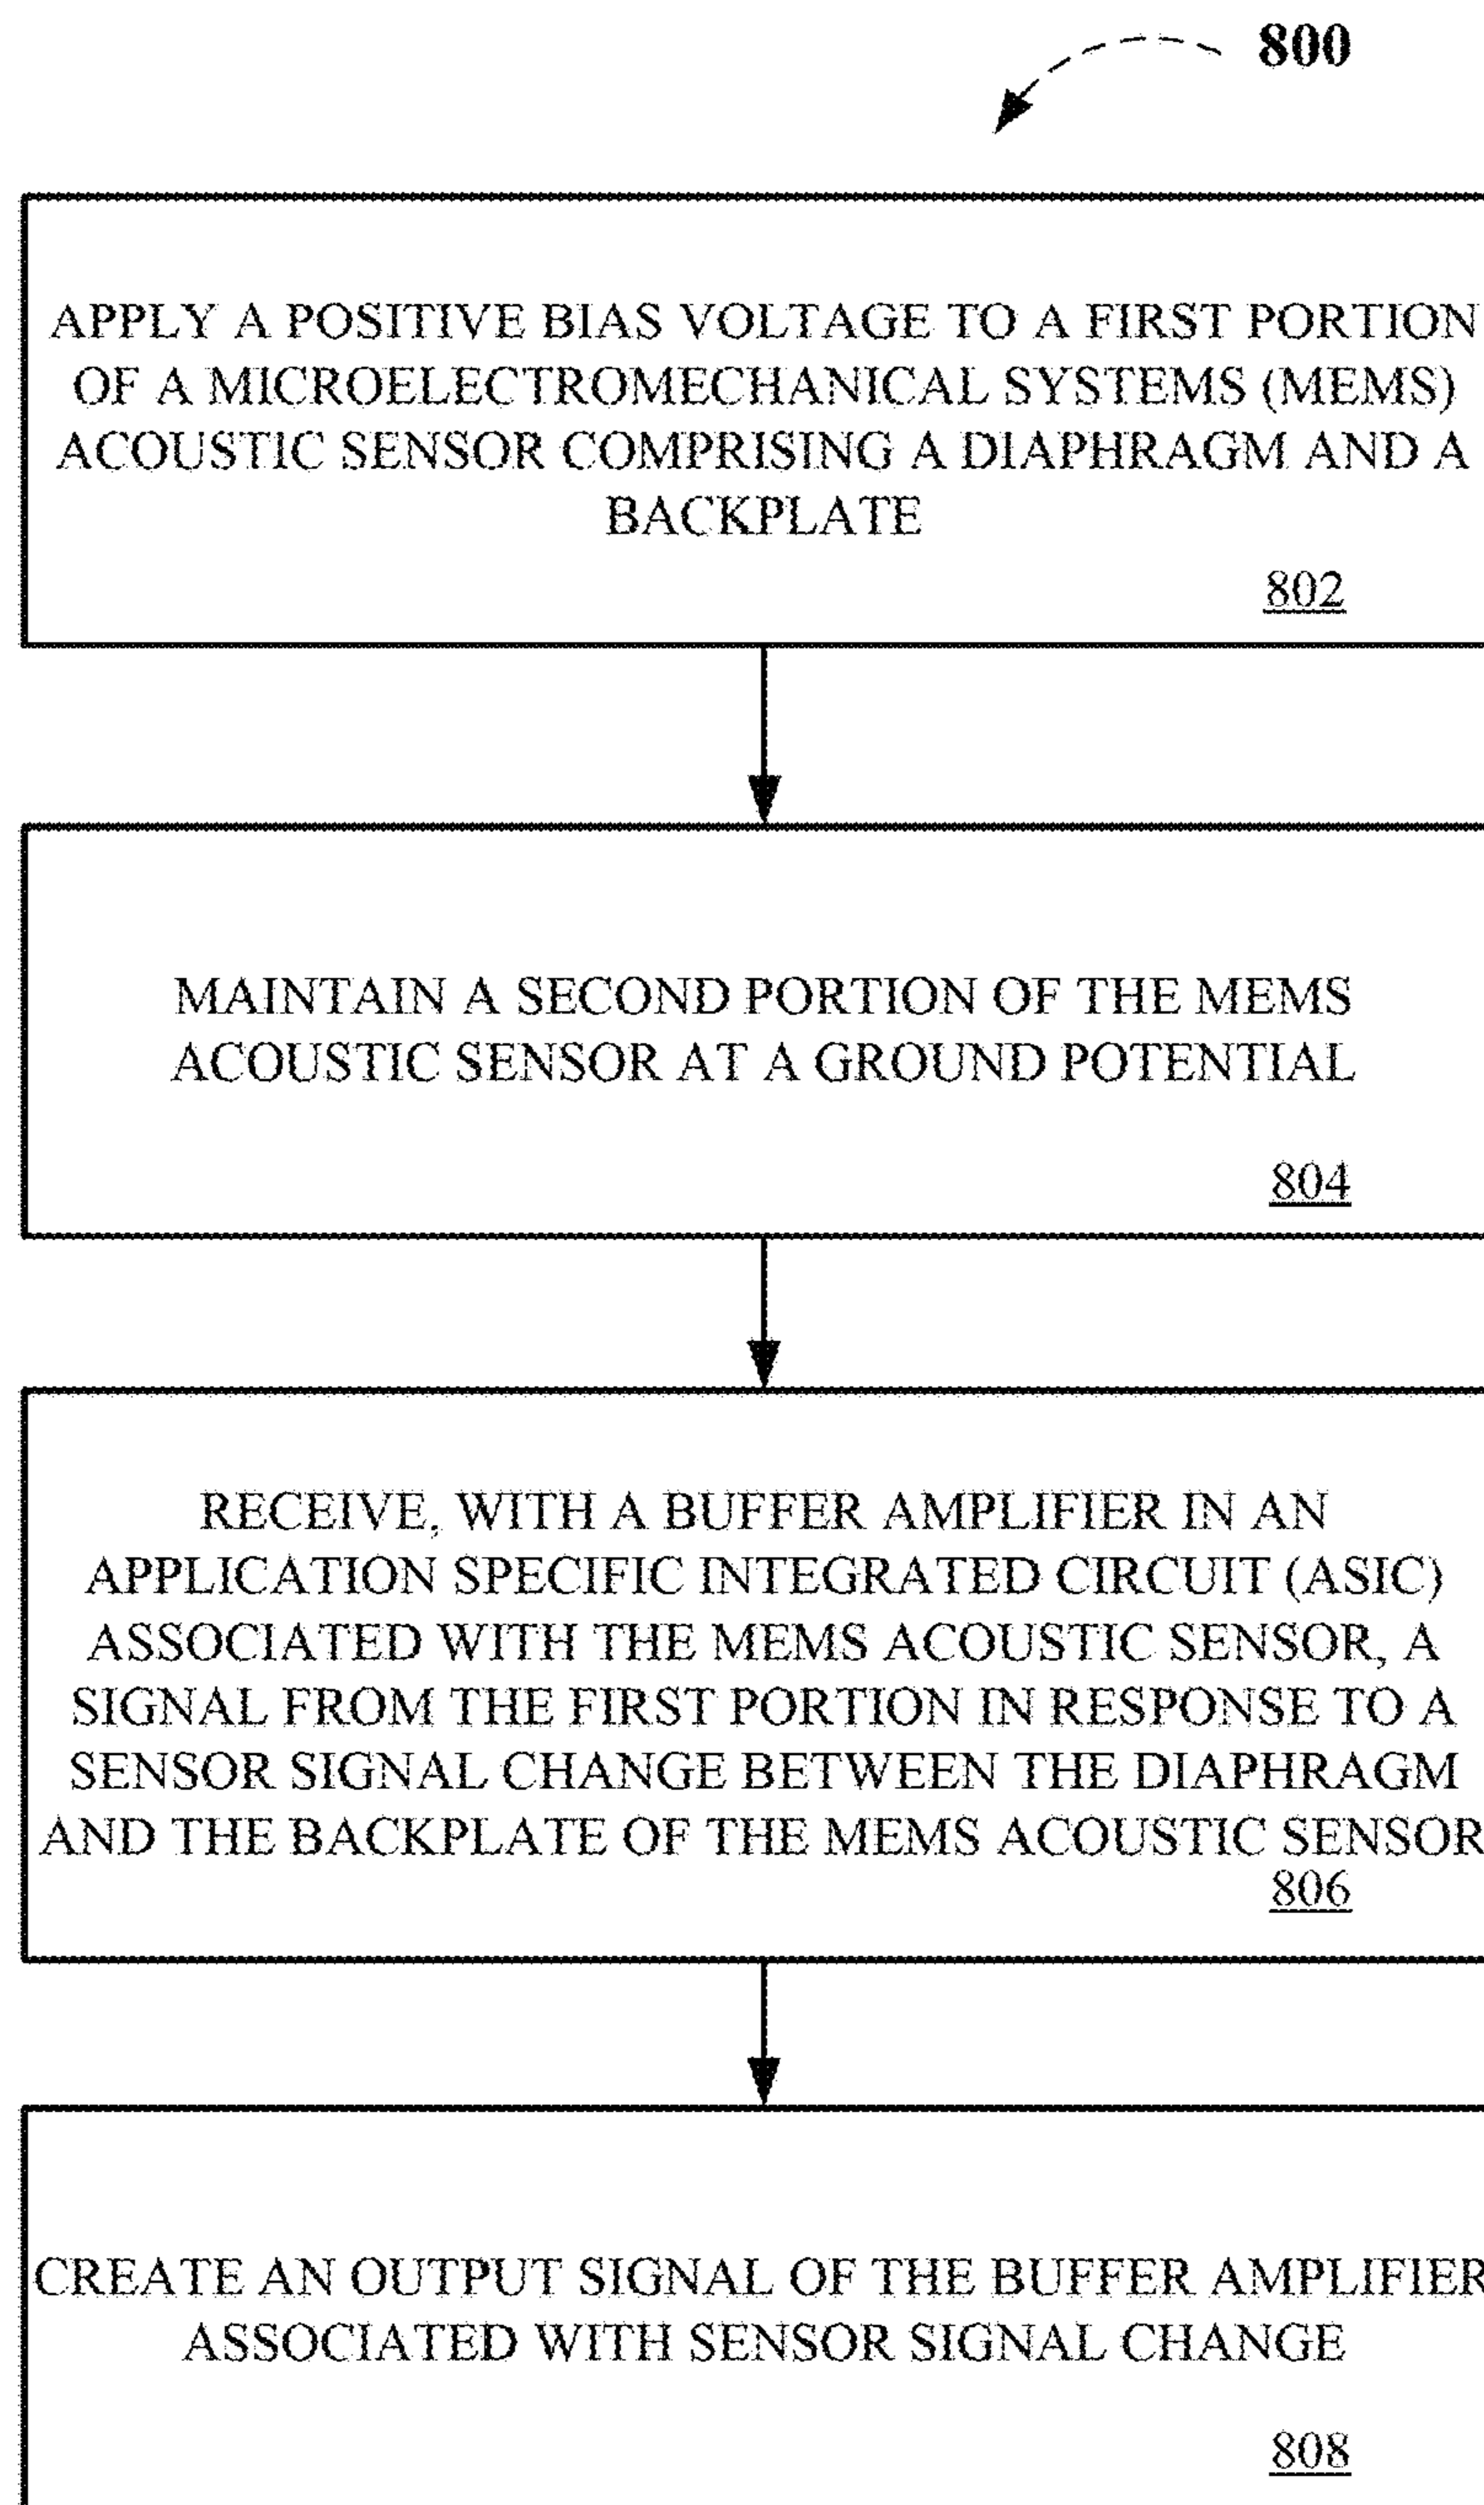 800
APPLY A POSITIVE BIAS VOLTAGE TO A FIRST PORTION
OF A MICROELECTROMECHANICAL SYSTEMS (MEMS)
ACOUSTIC SENSOR COMPRISING A DIAPHRAGM AND A
BACKPLATE
802
MAINTAIN A SECOND PORTION OF THE MEMS
ACOUSTIC SENSOR AT A GROUND POTENTIAL
804
RECEIVE, WITH A BUFFER AMPLIFIER IN AN
APPLICATION SPECIFIC INTEGRATED CIRCUIT (ASIC)
ASSOCIATED WITH THE MEMS ACOUSTIC SENSOR, A
SIGNAL FROM THE FIRST PORTION IN RESPONSE TO A
SENSOR SIGNAL CHANGE BETWEEN THE DIAPHRAGM
AND THE BACKPLATE OF THE MEMS ACOUSTIC SENSOR
806
CREATE AN OUTPUT SIGNAL OF THE BUFFER AMPLIFIER
ASSOCIATED WITH SENSOR SIGNAL CHANGE
808